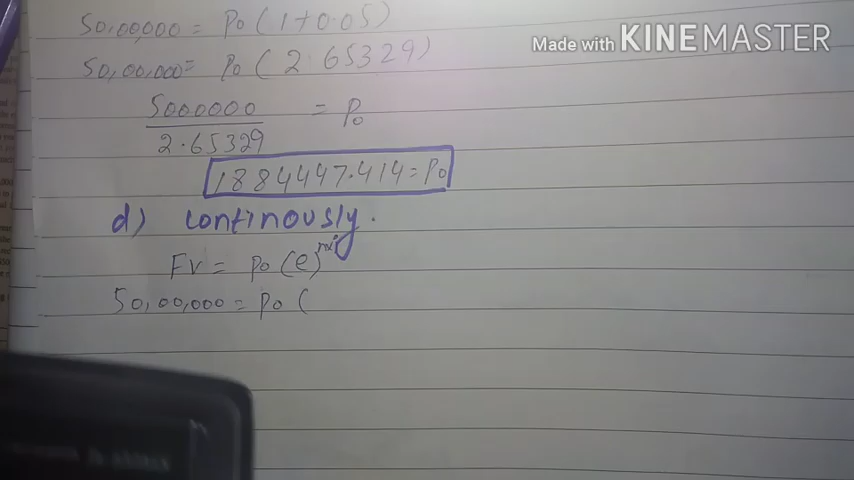 50,00,000 = Po (1+0.05)
Made with KINEMASTER
50,00,000= Po (2.65329)
5000000 = Po
2.65329
1884447.414=Po
d) continously.
FV = Po (e)
50,00,000 = Po (